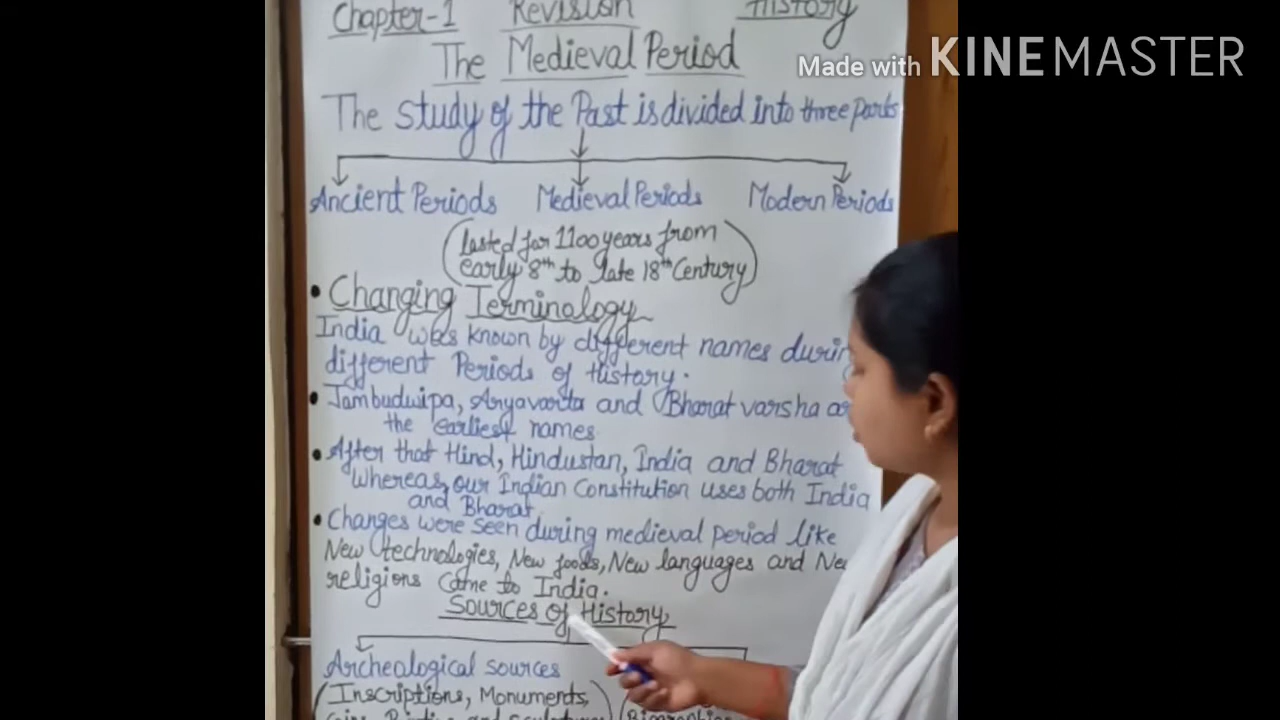 Chapter-1 Revision History
Made with KINEMASTER
The Medieval Period
The study of the Past is divided into three parts
Ancient Periods Medieval Periods Modern Periods
(lasted for 1100 years from
early 8th to late 18th Century)
• Changing Terminology
India was known by different names durin
different Periods of History.
• Jambudwipa, Aryavarta and Bharat varsha a
the earliest names
• After that Hind, Hindustan, India and Bharat
whereas, our Indian Constitution uses both India
and Bharat.
• Changes were seen during medieval period like
New technologies, New foods, New languages and Ne
religions Came to India.
Sources of History
Archeological sources
(Inscriptions, Monuments,